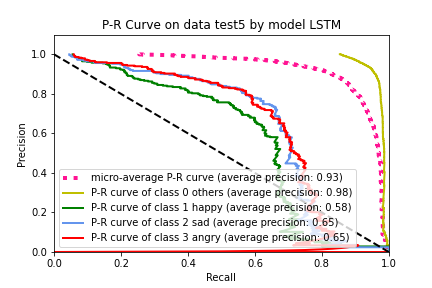 P-R Curve on data test5 by model LSTM
1.0
0.8
0.6
0.4
0.2
0.0
Precision
micro-average P-R curve (average precision: 0.93)
P-R curve of class 0 others (average precision: 0.98)
P-R curve of class 1 happy (average precision: 0.58)
P-R curve of class 2 sad (average precision: 0.65)
P-R curve of class 3 angry (average precision: 0.65)
0.0 0.2 0.4 0.6 0.8 1.0
Recall